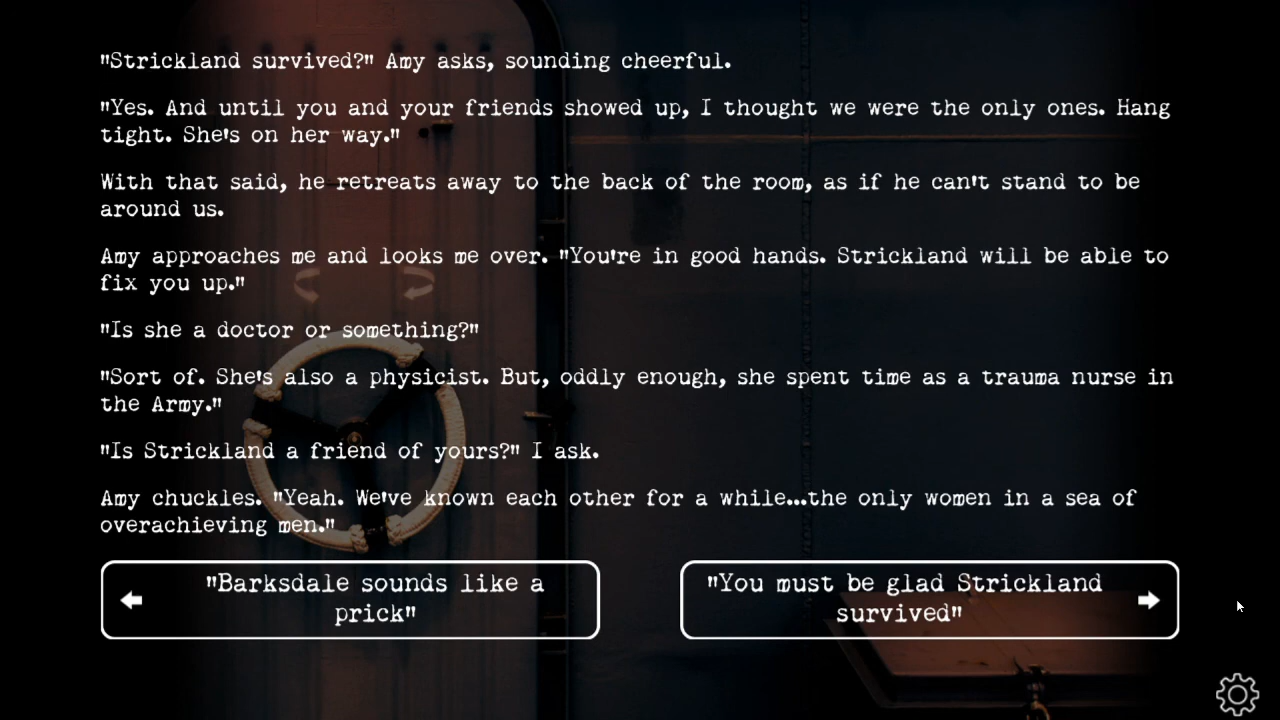 "Strickland survived?" Amy asks, sounding cheerful.
"Yes. And until you and your friends showed up, I thought we were the only ones. Hang
tight. She's on her way."
With that said, he retreats away to the back of the room, as if he can't stand to be
around us.
Amy approaches me and looks me over. "You're in good hands. Strickland will be able to
fix you up."
"Is she a doctor or something?"
"Sort of. She's also a physicist. But, oddly enough, she spent time as a trauma nurse in
the Army."
"Is Strickland a friend of yours?" I ask.
Amy chuckles. "Yeah. We've known each other for a while...the only women in a sea of
overachieving men."
"Barksdale sounds like a
prick"
"You must be glad Strickland
survived"